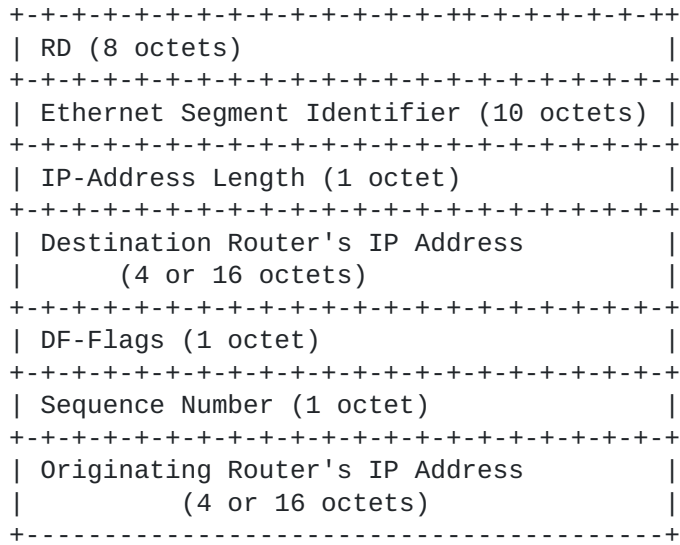 +-+-+-+-+-+-+-+-+-+-+-+-+-+-++-+-+-+-+-+-++
| RD (8 octets)                           |
+-+-+-+-+-+-+-+-+-+-+-+-+-+-+-+-+-+-+-+-+-+
| Ethernet Segment Identifier (10 octets) |
+-+-+-+-+-+-+-+-+-+-+-+-+-+-+-+-+-+-+-+-+-+
| IP-Address Length (1 octet)             |
+-+-+-+-+-+-+-+-+-+-+-+-+-+-+-+-+-+-+-+-+-+
| Destination Router's IP Address         |
|      (4 or 16 octets)                   |
+-+-+-+-+-+-+-+-+-+-+-+-+-+-+-+-+-+-+-+-+-+
| DF-Flags (1 octet)                      |
+-+-+-+-+-+-+-+-+-+-+-+-+-+-+-+-+-+-+-+-+-+
| Sequence Number (1 octet)               |
+-+-+-+-+-+-+-+-+-+-+-+-+-+-+-+-+-+-+-+-+-+
| Originating Router's IP Address         |
|          (4 or 16 octets)               |
+-----------------------------------------+